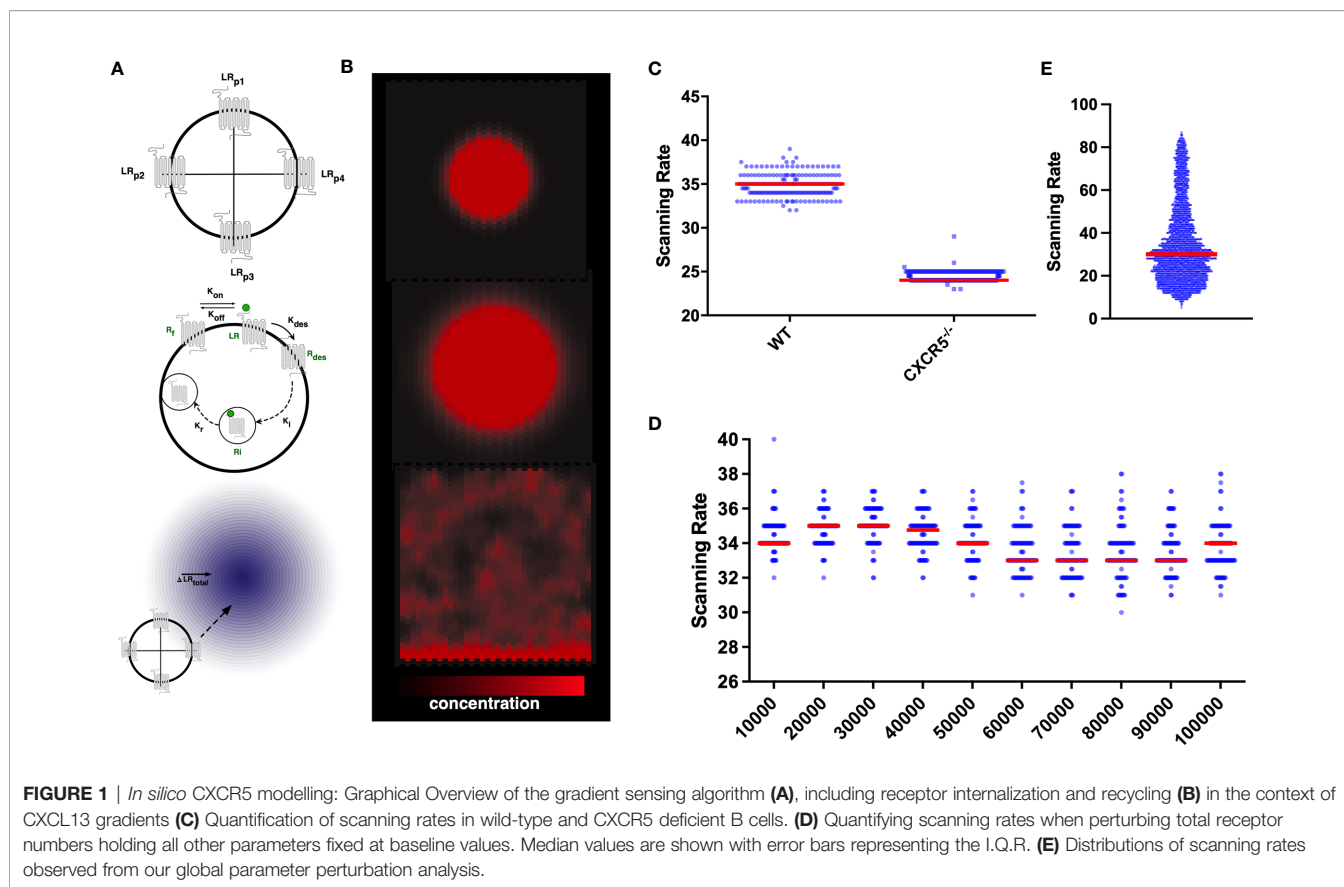 A
LRp1
LRp2
LRp4
LRp3
Kon
Koff
Kdes
Rf
LR
Rdes
Kr
Ki
RI
Δ LRtotal
B
concentration
C
Scanning Rate
45
40
35
30
25
20
WT
CXCR5-/-
E
Scanning Rate
100
80
60
40
20
0
D
Scanning Rate
40
38
36
34
32
30
28
26
10000
20000
30000
40000
50000
60000
70000
80000
90000
100000
FIGURE 1 | In silico CXCR5 modelling: Graphical Overview of the gradient sensing algorithm (A), including receptor internalization and recycling (B) in the context of
CXCL13 gradients (C) Quantification of scanning rates in wild-type and CXCR5 deficient B cells. (D) Quantifying scanning rates when perturbing total receptor
numbers holding all other parameters fixed at baseline values. Median values are shown with error bars representing the I.Q.R. (E) Distributions of scanning rates
observed from our global parameter perturbation analysis.